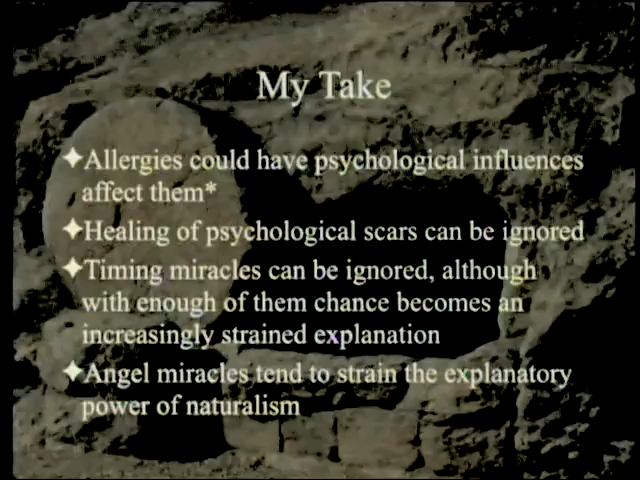 My Take
✦Allergies could have psychological influences
affect them*
✦Healing of psychological scars can be ignored
✦Timing miracles can be ignored, although
with enough of them chance becomes an
increasingly strained explanation
✦Angel miracles tend to strain the explanatory
power of naturalism